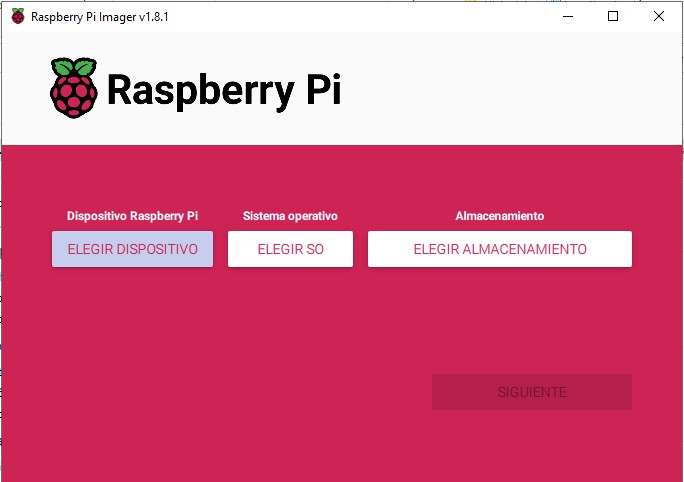 Raspberry Pi Imager v1.8.1
Raspberry Pi
Dispositivo Raspberry Pi
Sistema operativo
Almacenamiento
ELEGIR DISPOSITIVO
ELEGIR SO
ELEGIR ALMACENAMIENTO
SIGUIENTE